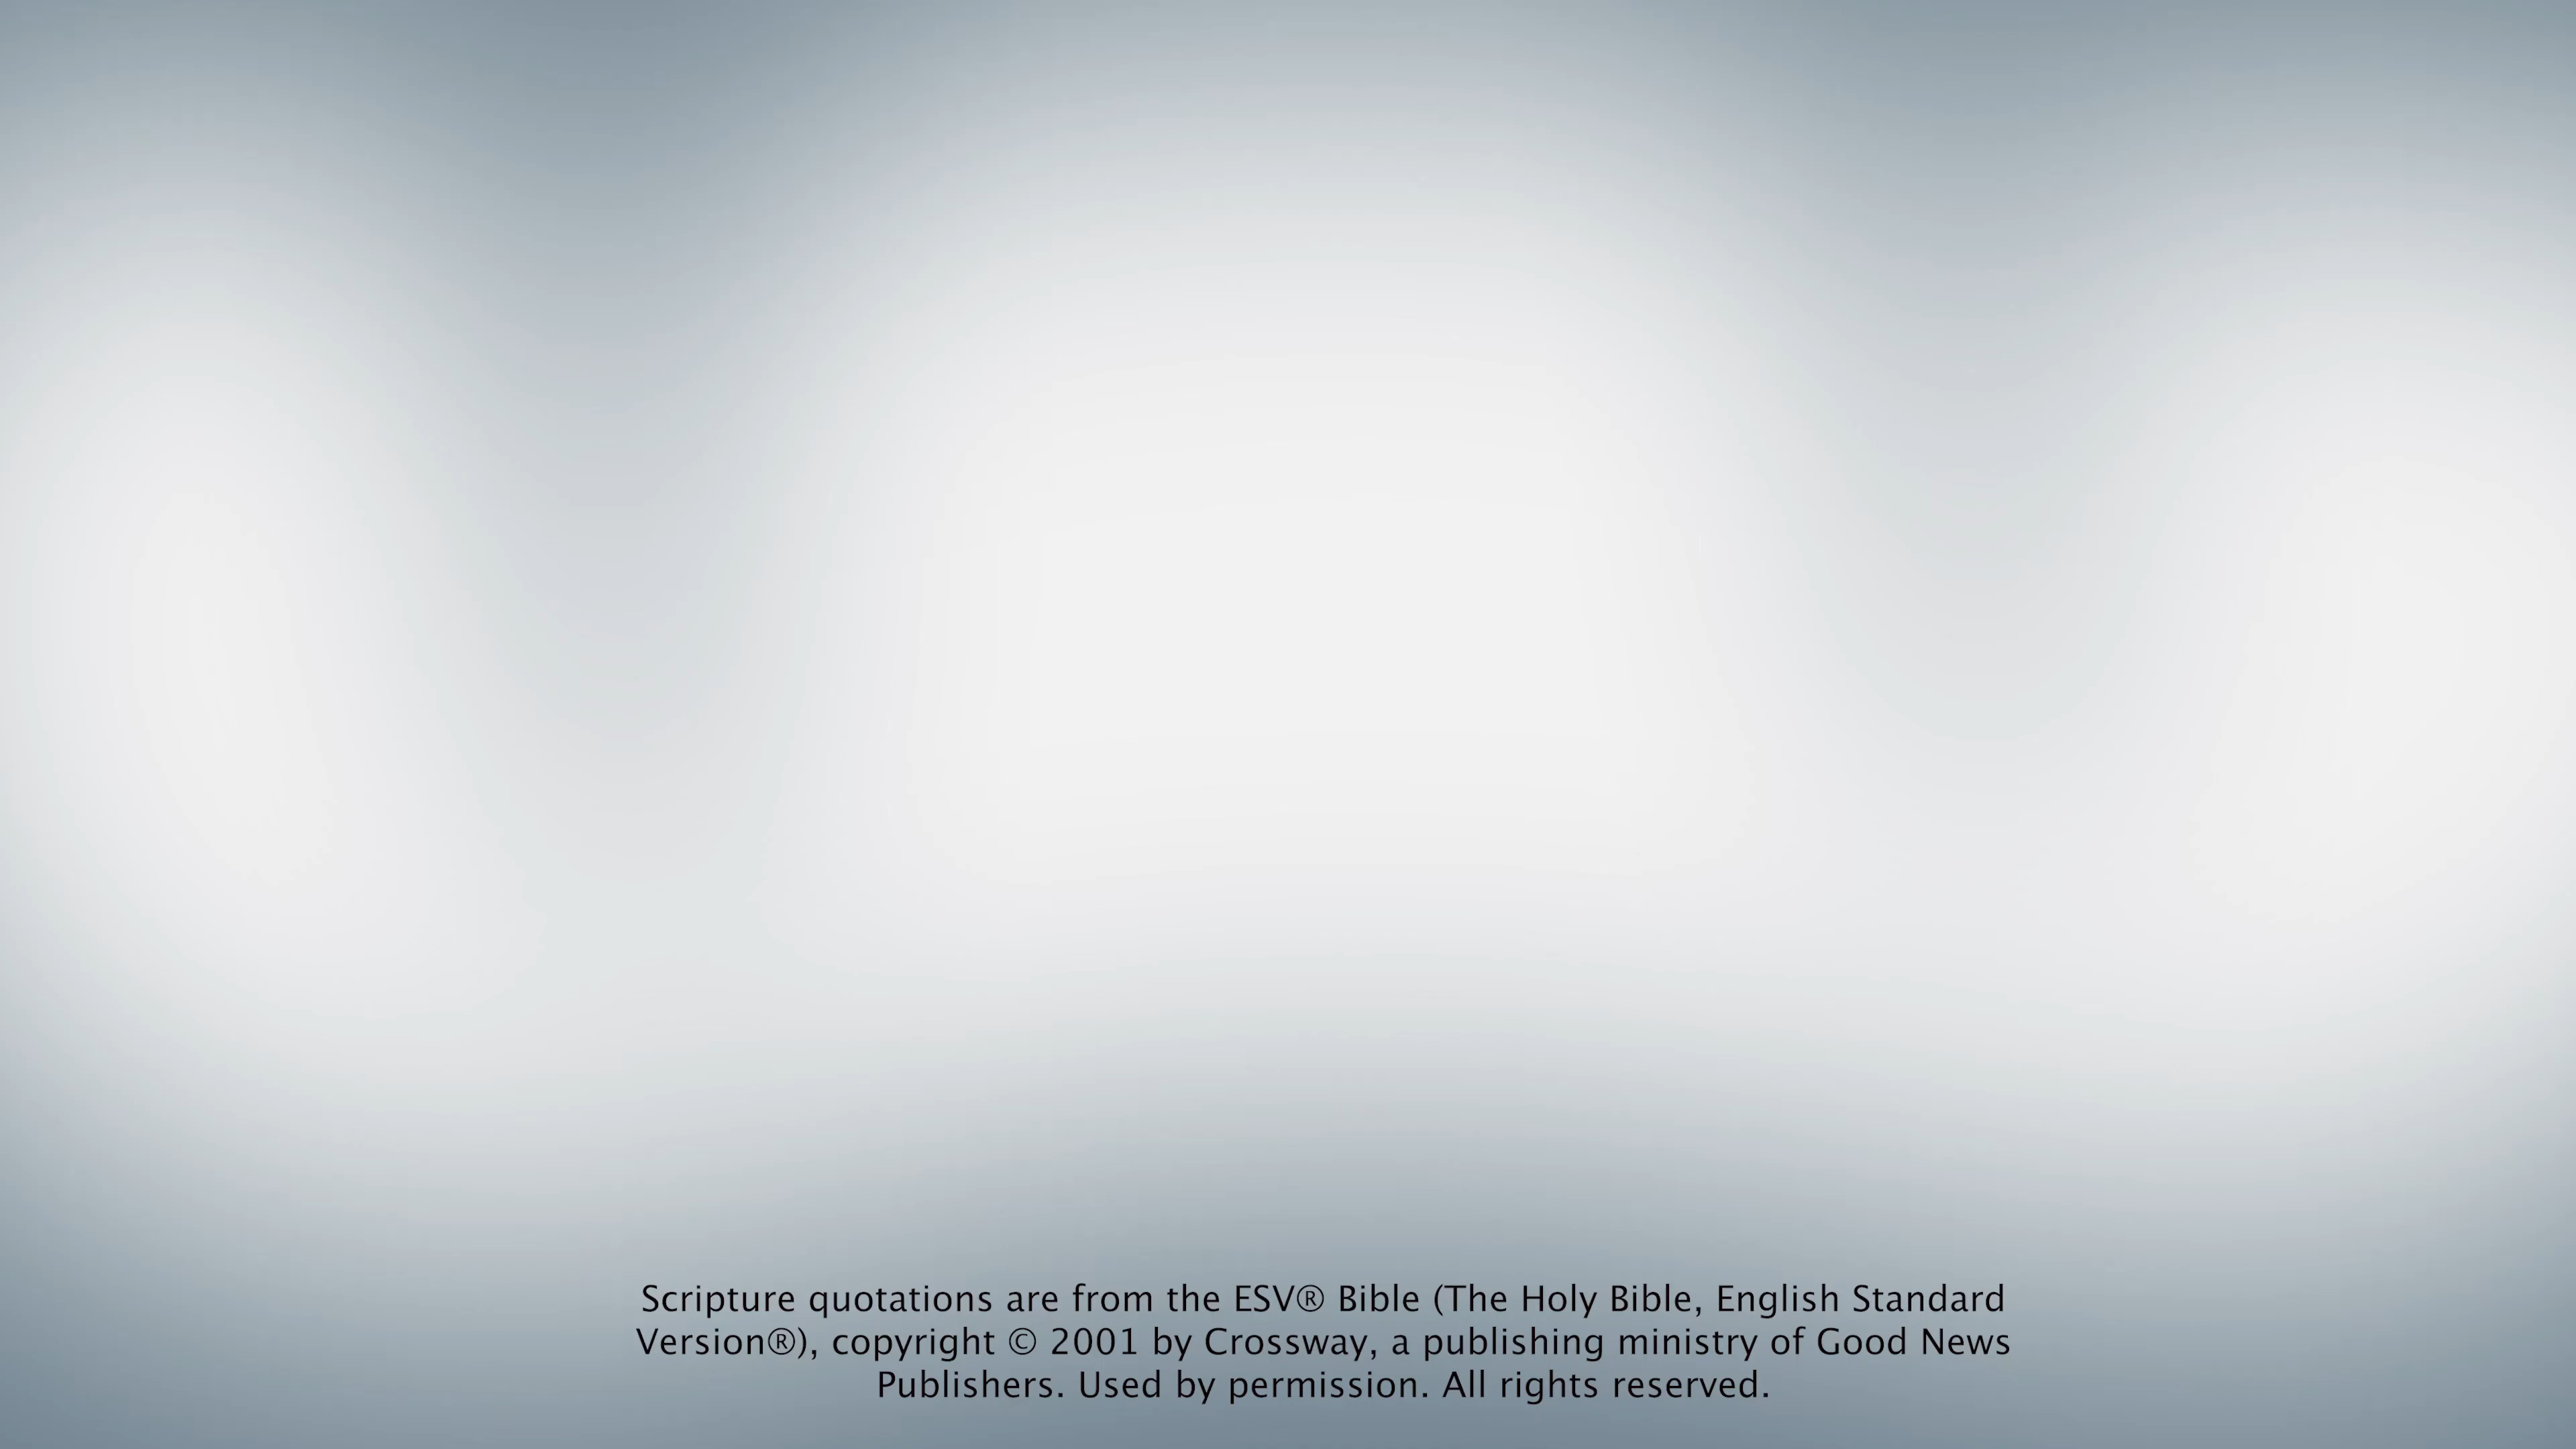 Scripture quotations are from the ESV® Bible (The Holy Bible, English Standard
Version®), copyright © 2001 by Crossway, a publishing ministry of Good News
Publishers. Used by permission. All rights reserved.